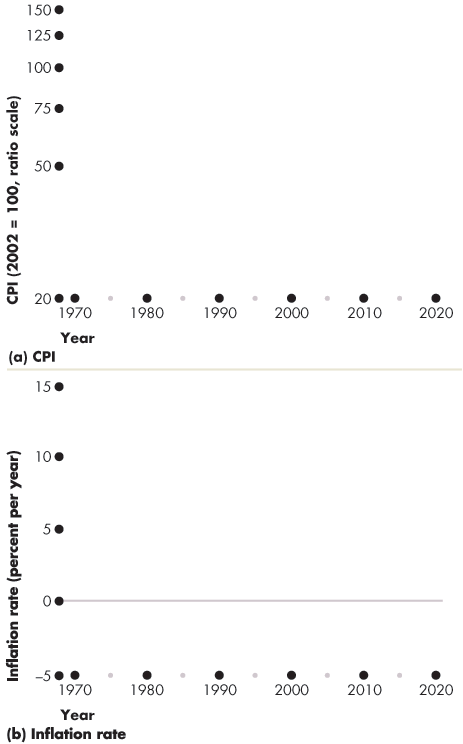 150
125
100
75
50
20
CPI (2002 = 100, ratio scale)
1970 1980 1990 2000 2010 2020
Year
(a) CPI
15
10
5
0
–5
Inflation rate (percent per year)
1970 1980 1990 2000 2010 2020
Year
(b) Inflation rate